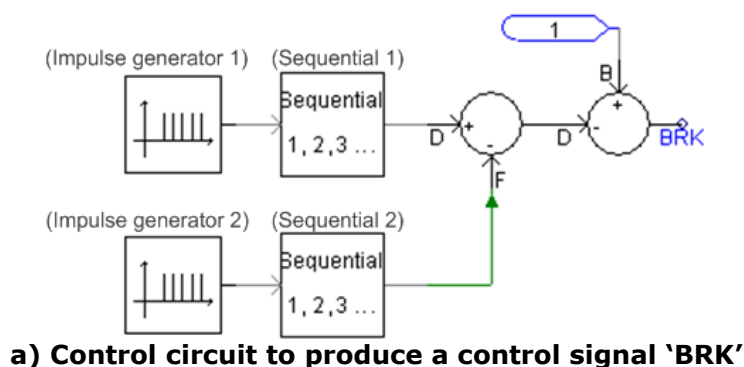 1
(Impulse generator 1) (Sequential 1)
B
Sequential
1, 2,3 ...
+
D
+
-
D
-
BRK
F
(Impulse generator 2) (Sequential 2)
Sequential
1, 2,3 ...
a) Control circuit to produce a control signal ‘BRK’